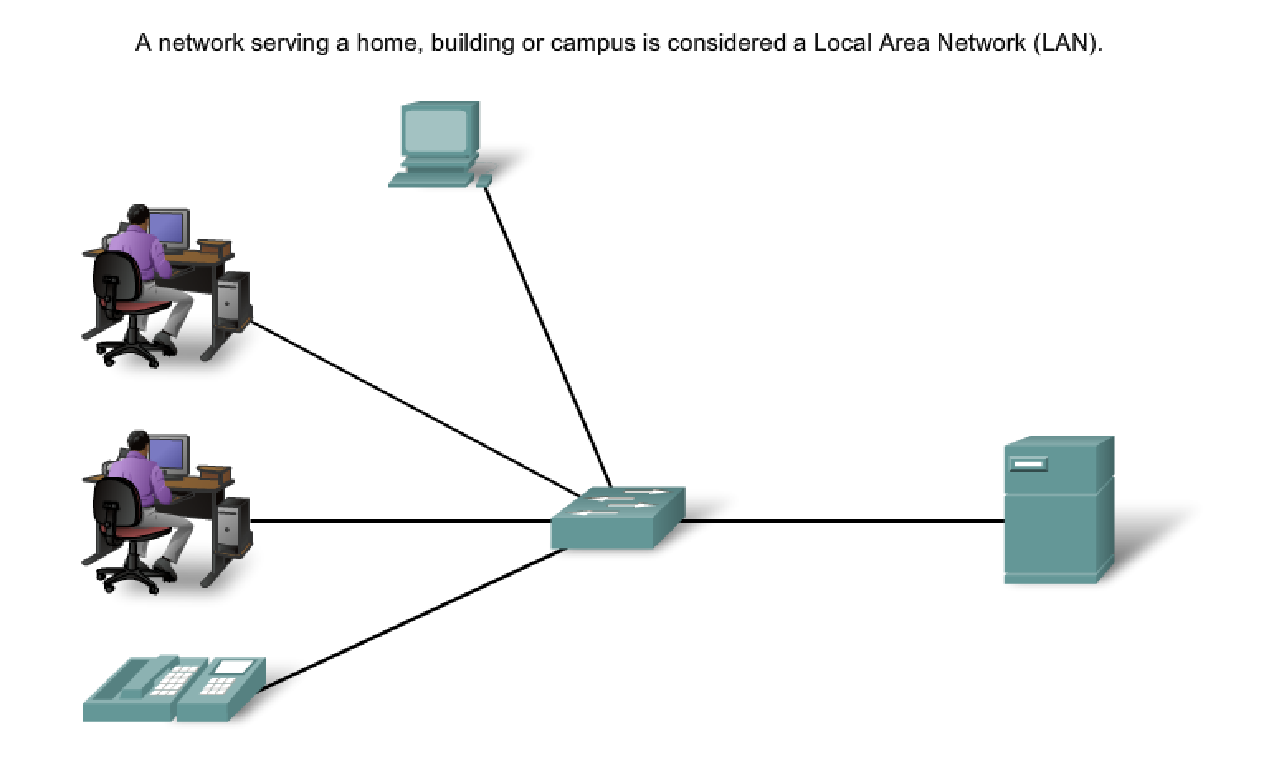 A network serving a home, building or campus is considered a Local Area Network (LAN).